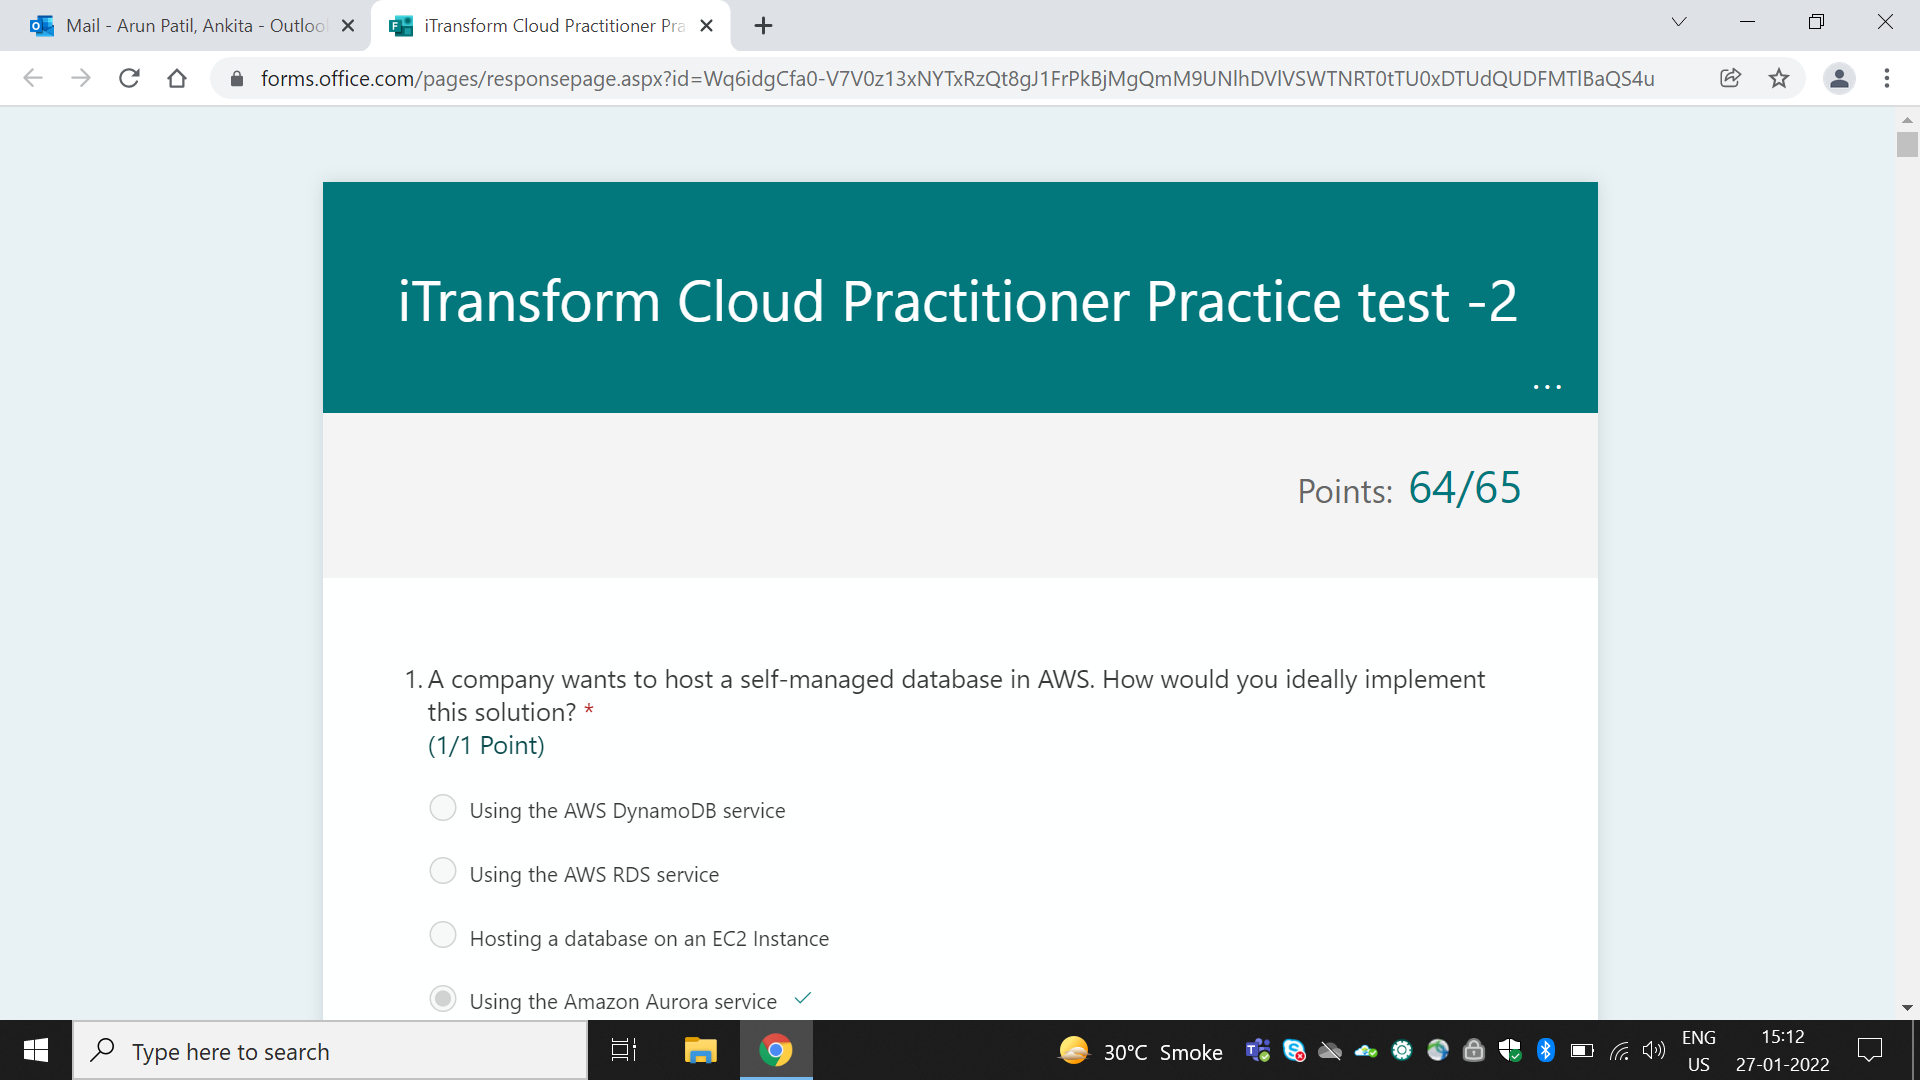 Mail - Arun Patil, Ankita - Outloo
iTransform Cloud Practitioner Pra
forms.office.com/pages/responsepage.aspx?id=Wq6idgCfa0-V7V0z13xNYTxRzQt8gJ1FrPkBjMgQmM9UNlhDVlVSWTNRT0tTU0xDTUdQUDFMTlBaQS4u
iTransform Cloud Practitioner Practice test -2
...
Points: 64/65
1. A company wants to host a self-managed database in AWS. How would you ideally implement
this solution? *
(1/1 Point)
Using the AWS DynamoDB service
Using the AWS RDS service
Hosting a database on an EC2 Instance
Using the Amazon Aurora service
Type here to search
30°C Smoke
ENG
US
15:12
27-01-2022